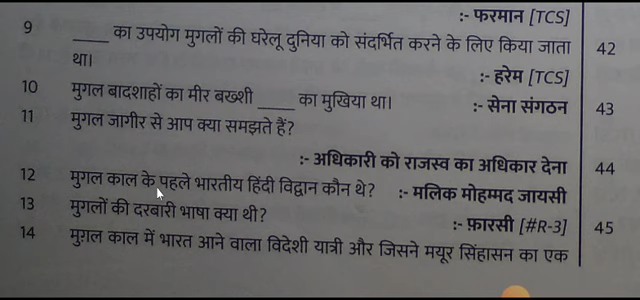 :- फरमान [TCS]
9 ____ का उपयोग मुगलों की घरेलू दुनिया को संदर्भित करने के लिए किया जाता 42
था।
:- हरेम [TCS]
10 मुगल बादशाहों का मीर बख्शी ____ का मुखिया था। :- सेना संगठन 43
11 मुगल जागीर से आप क्या समझते हैं?
:- अधिकारी को राजस्व का अधिकार देना 44
12 मुगल काल के पहले भारतीय हिंदी विद्वान कौन थे? :- मलिक मोहम्मद जायसी
13 मुगलों की दरबारी भाषा क्या थी? :- फ़ारसी [#R-3] 45
14 मुग़ल काल में भारत आने वाला विदेशी यात्री और जिसने मयूर सिंहासन का एक